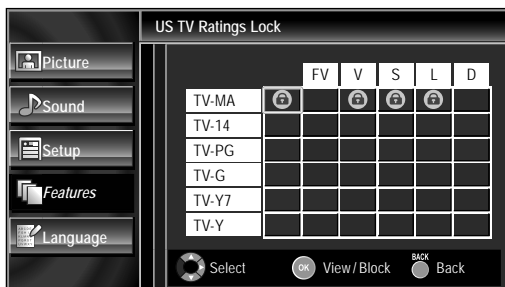 US TV Ratings Lock
Picture
Sound
Setup
Features
Language
FV V S L D
TV-MA
TV-14
TV-PG
TV-G
TV-Y7
TV-Y
Select
OK
View / Block
BACK
Back